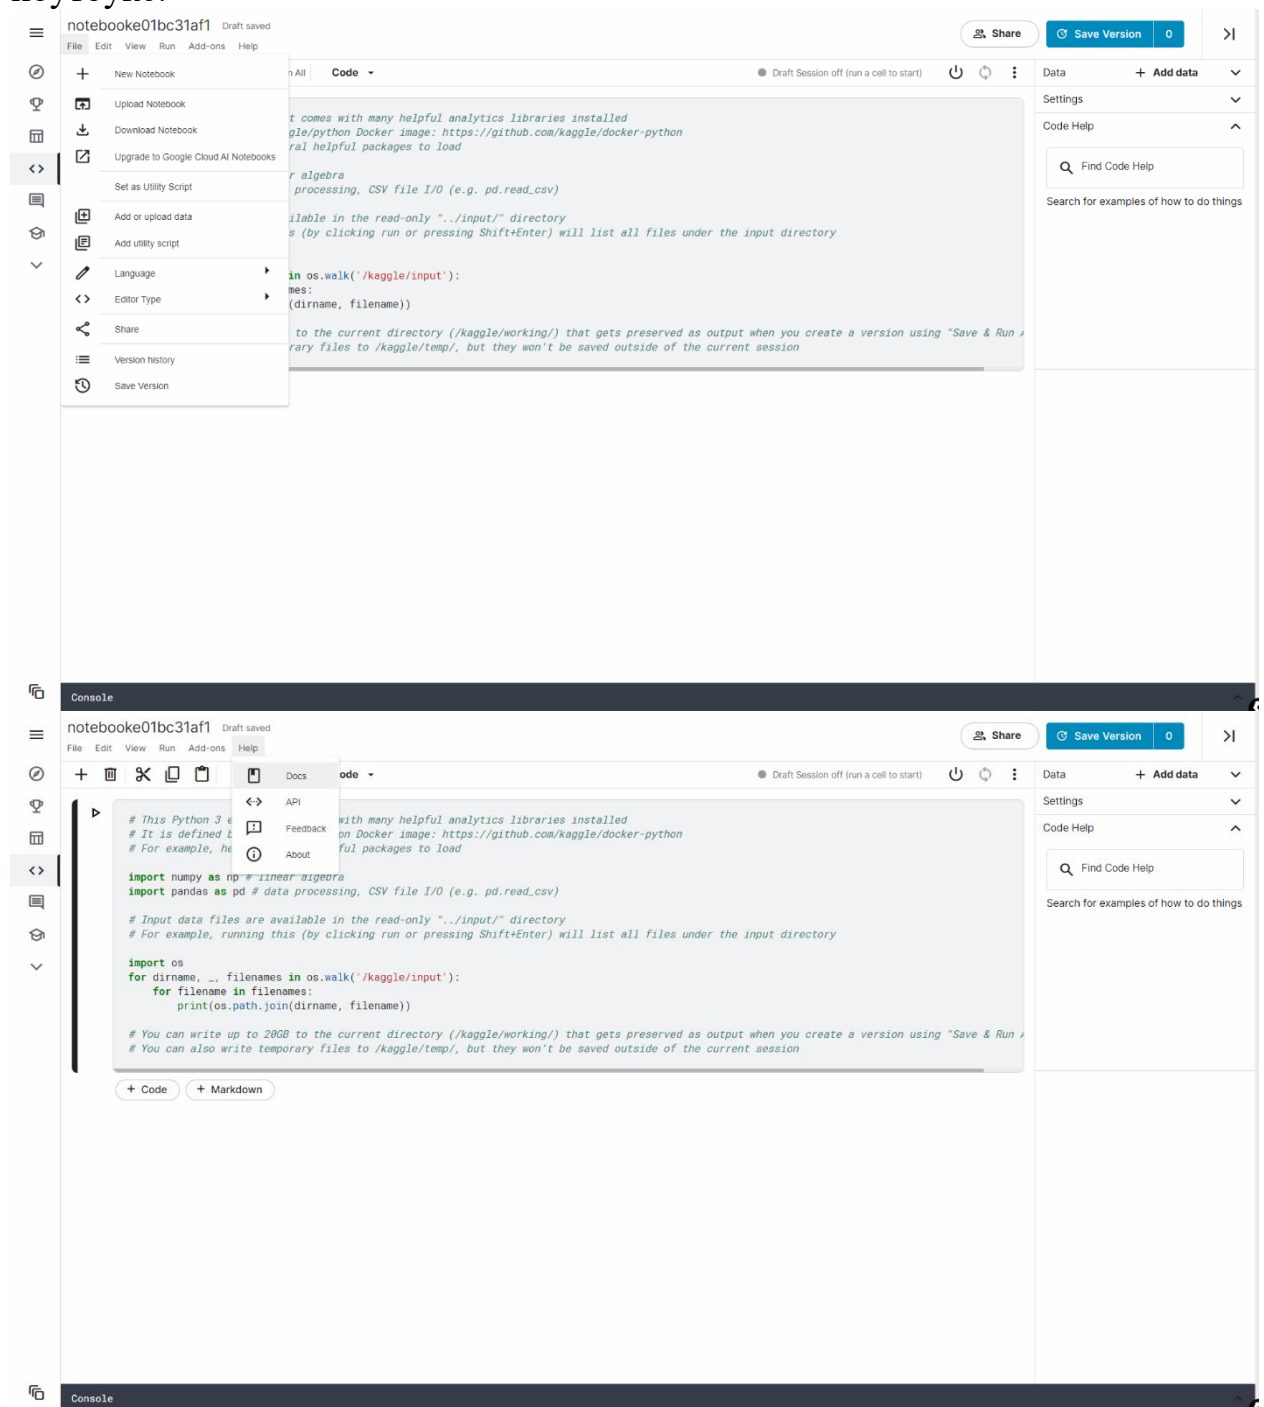 notebooke01bc31af1 Draft saved
Share
Save Version 0
File Edit View Run Add-ons Help
New Notebook
Upload Notebook
Download Notebook
Upgrade to Google Cloud AI Notebooks
Set as Utility Script
Add or upload data
Add utility script
Language
Editor Type
Share
Version history
Save Version
All Code
Draft Session off (run a cell to start)
t comes with many helpful analytics libraries installed
gle/python Docker image: https://github.com/kaggle/docker-python
ral helpful packages to load
r algebra
processing, CSV file I/O (e.g. pd.read_csv)
ilable in the read-only "../input/" directory
s (by clicking run or pressing Shift+Enter) will list all files under the input directory
in os.walk('/kaggle/input'):
mes:
(dirname, filename))
to the current directory (/kaggle/working/) that gets preserved as output when you create a version using "Save & Run A
rary files to /kaggle/temp/, but they won't be saved outside of the current session
Data + Add data
Settings
Code Help
Find Code Help
Search for examples of how to do things
Console
notebooke01bc31af1 Draft saved
Share
Save Version 0
File Edit View Run Add-ons Help
Docs
API
Feedback
About
ode
Draft Session off (run a cell to start)
# This Python 3 e with many helpful analytics libraries installed
# It is defined b on Docker image: https://github.com/kaggle/docker-python
# For example, he ful packages to load
import numpy as np # linear algebra
import pandas as pd # data processing, CSV file I/O (e.g. pd.read_csv)
# Input data files are available in the read-only "../input/" directory
# For example, running this (by clicking run or pressing Shift+Enter) will list all files under the input directory
import os
for dirname, _, filenames in os.walk('/kaggle/input'):
for filename in filenames:
print(os.path.join(dirname, filename))
# You can write up to 20GB to the current directory (/kaggle/working/) that gets preserved as output when you create a version using "Save & Run A
# You can also write temporary files to /kaggle/temp/, but they won't be saved outside of the current session
+ Code + Markdown
Data + Add data
Settings
Code Help
Find Code Help
Search for examples of how to do things
Console